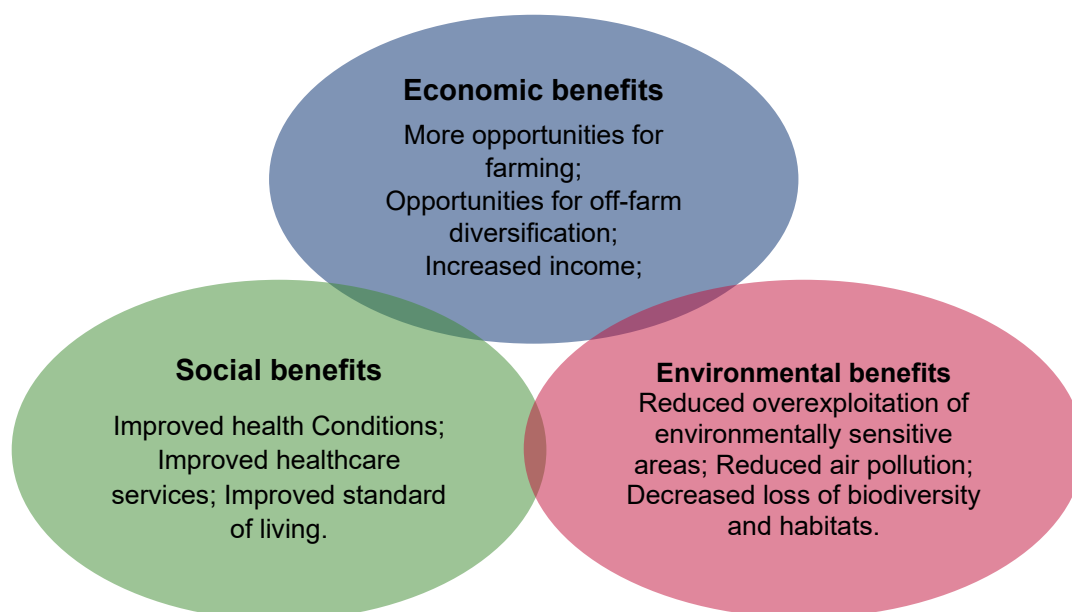 Economic benefits
More opportunities for
farming;
Opportunities for off-farm
diversification;
Increased income;
Social benefits
Improved health Conditions;
Improved healthcare
services; Improved standard
of living.
Environmental benefits
Reduced overexploitation of
environmentally sensitive
areas; Reduced air pollution;
Decreased loss of biodiversity
and habitats.